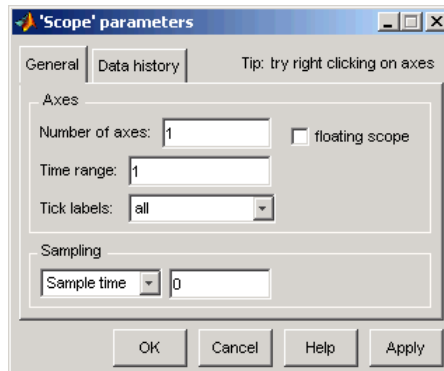 'Scope' parameters
General Data history Tip: try right clicking on axes
Axes
Number of axes: 1 floating scope
Time range: 1
Tick labels: all
Sampling
Sample time 0
OK Cancel Help Apply